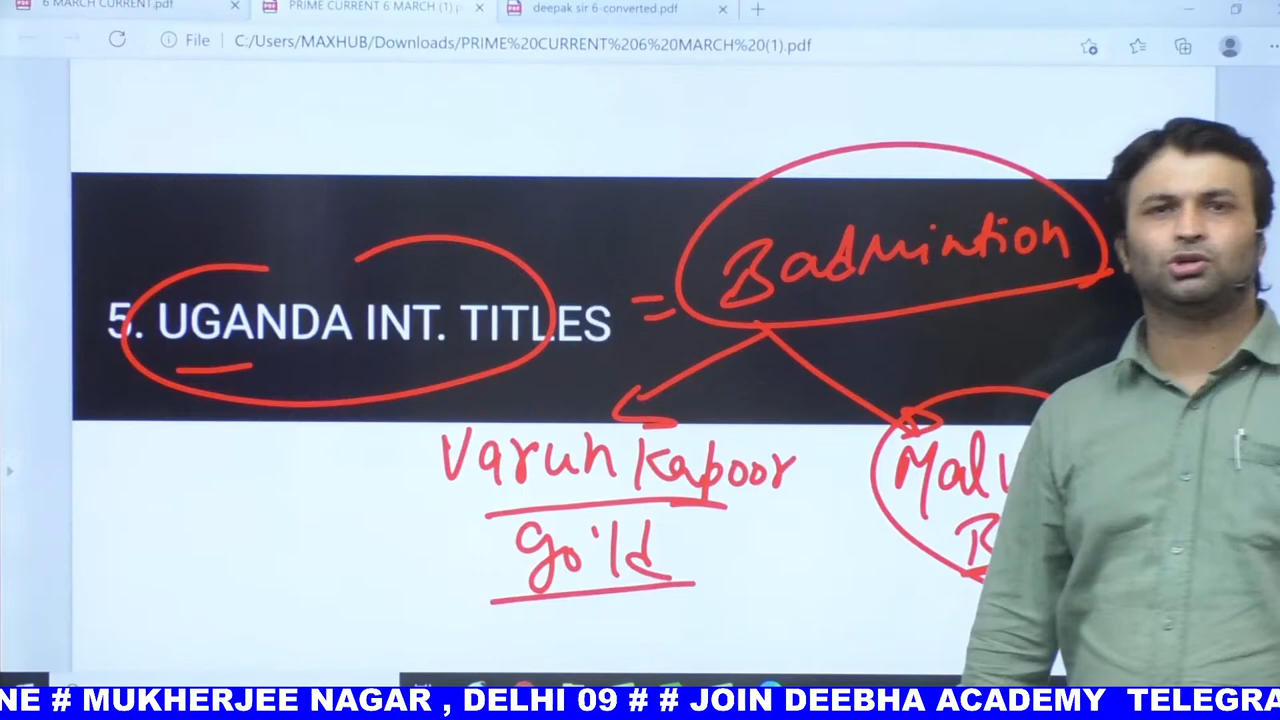 6 MARCH CURRENT.pdf
PRIME CURRENT 6 MARCH (1).p
deepak sir 6-converted.pdf
File
C:/Users/MAXHUB/Downloads/PRIME%20CURRENT%206%20MARCH%20(1).pdf
5. UGANDA INT. TITLES = Badmintion
Varun Kapoor
Gold
NE # MUKHERJEE NAGAR , DELHI 09 # # JOIN DEEBHA ACADEMY TELEGRA